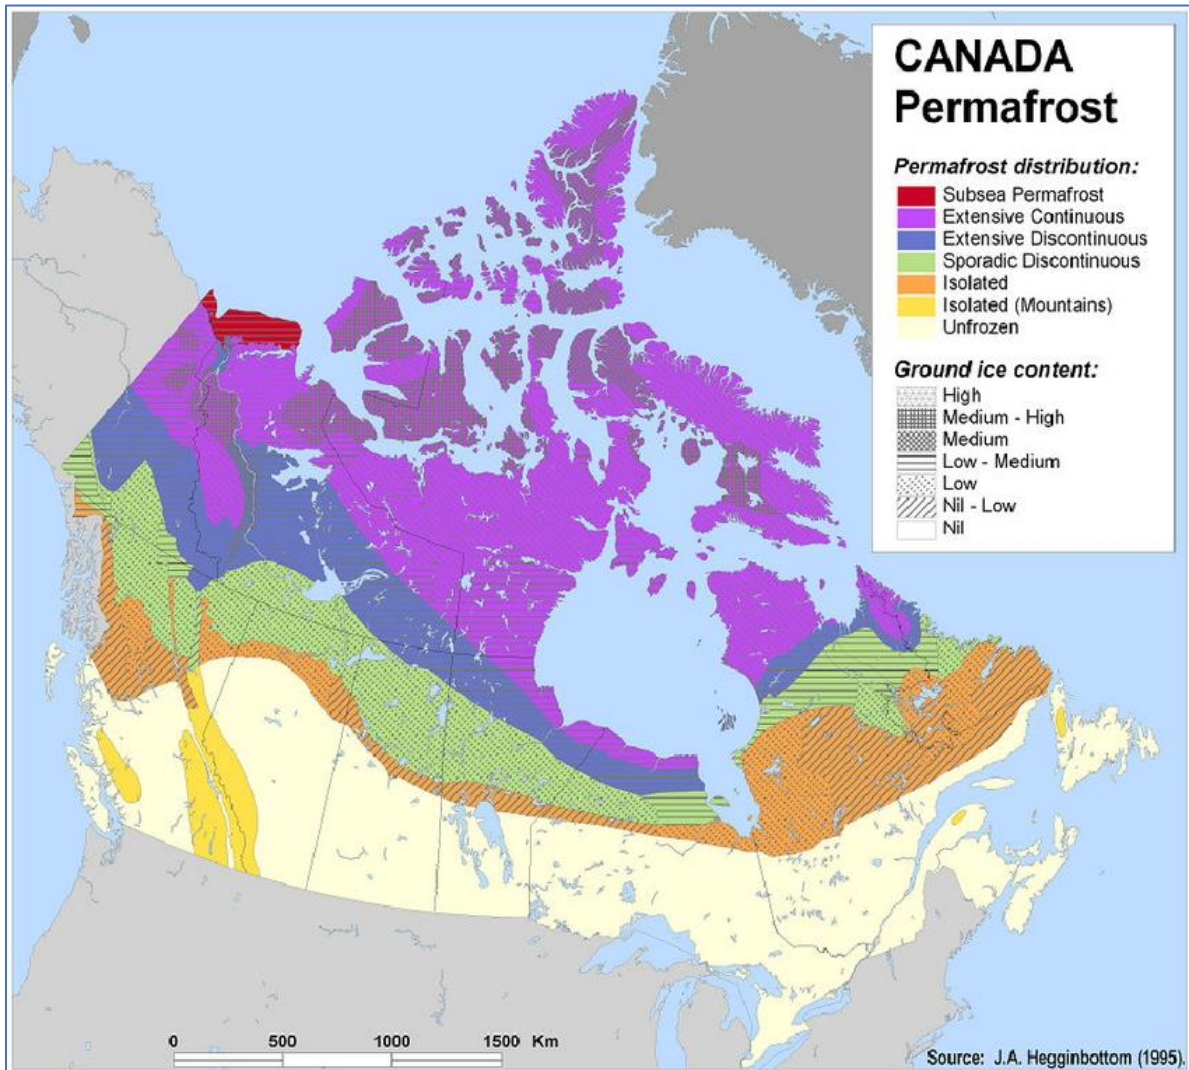 CANADA
Permafrost
Permafrost distribution:
Subsea Permafrost
Extensive Continuous
Extensive Discontinuous
Sporadic Discontinuous
Isolated
Isolated (Mountains)
Unfrozen
Ground ice content:
High
Medium - High
Medium
Low - Medium
Low
Nil - Low
Nil
0 500 1000 1500 Km
Source: J.A. Hegginbottom (1995).